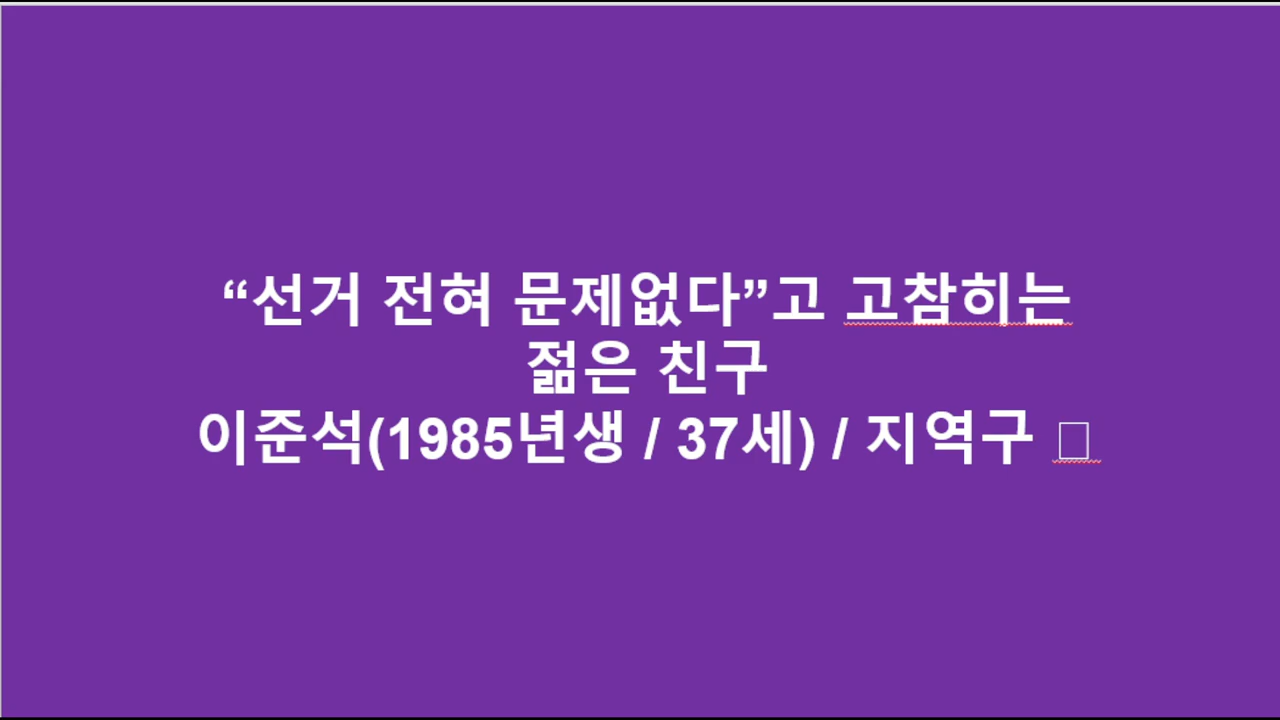 “선거 전혀 문제없다”고 고참히는
젊은 친구
이준석(1985년생 / 37세) / 지역구 □